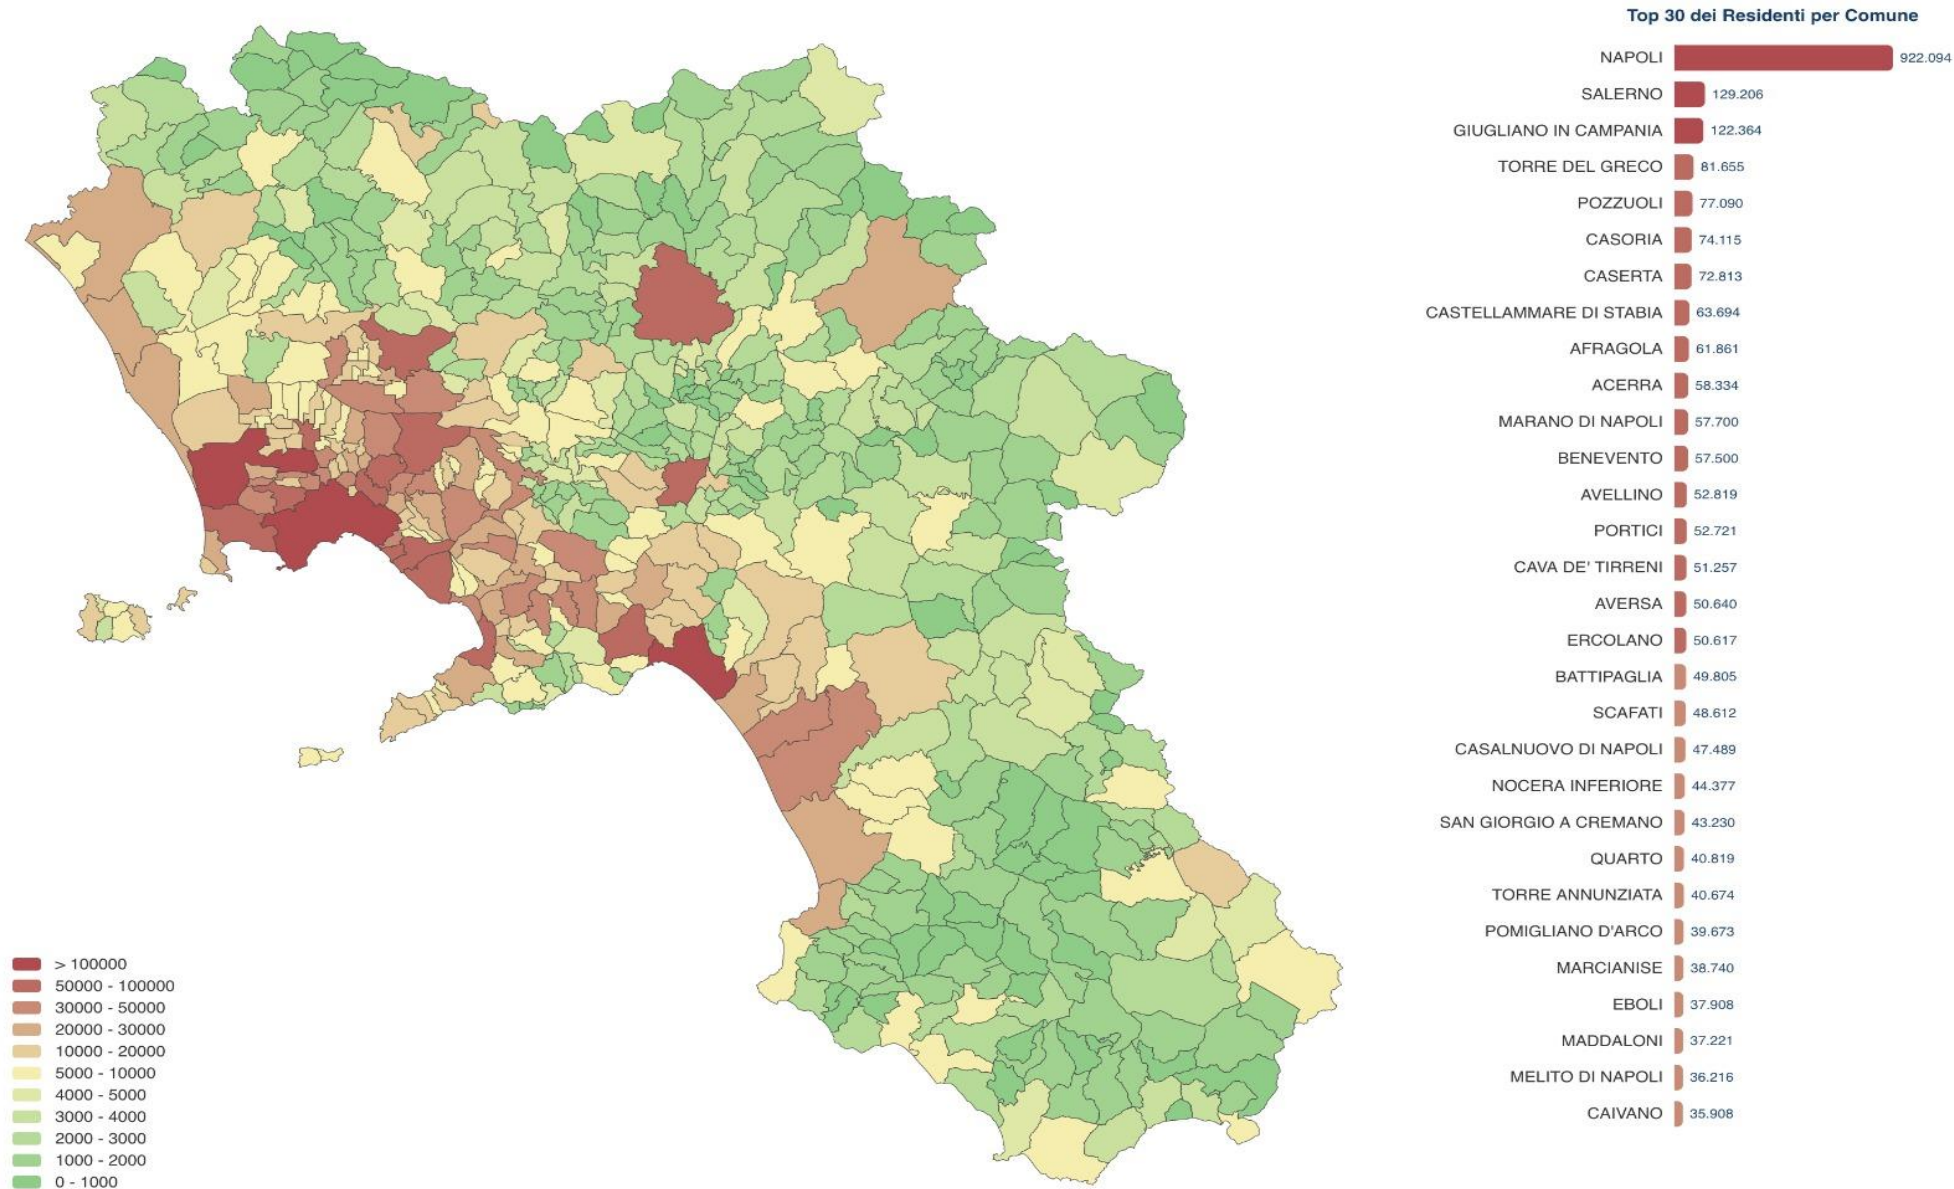 Top 30 dei Residenti per Comune
NAPOLI 922.094
SALERNO 129.206
GIUGLIANO IN CAMPANIA 122.364
TORRE DEL GRECO 81.655
POZZUOLI 77.090
CASORIA 74.115
CASERTA 72.813
CASTELLAMMARE DI STABIA 63.694
AFRAGOLA 61.861
ACERRA 58.334
MARANO DI NAPOLI 57.700
BENEVENTO 57.500
AVELLINO 52.819
PORTICI 52.721
CAVA DE' TIRRENI 51.257
AVERSA 50.640
ERCOLANO 50.617
BATTIPAGLIA 49.805
SCAFATI 48.612
CASALNUOVO DI NAPOLI 47.489
NOCERA INFERIORE 44.377
SAN GIORGIO A CREMANO 43.230
QUARTO 40.819
TORRE ANNUNZIATA 40.674
POMIGLIANO D'ARCO 39.673
MARCIANISE 38.740
EBOLI 37.908
MADDALONI 37.221
MELITO DI NAPOLI 36.216
CAIVANO 35.908
> 100000
50000 - 100000
30000 - 50000
20000 - 30000
10000 - 20000
5000 - 10000
4000 - 5000
3000 - 4000
2000 - 3000
1000 - 2000
0 - 1000